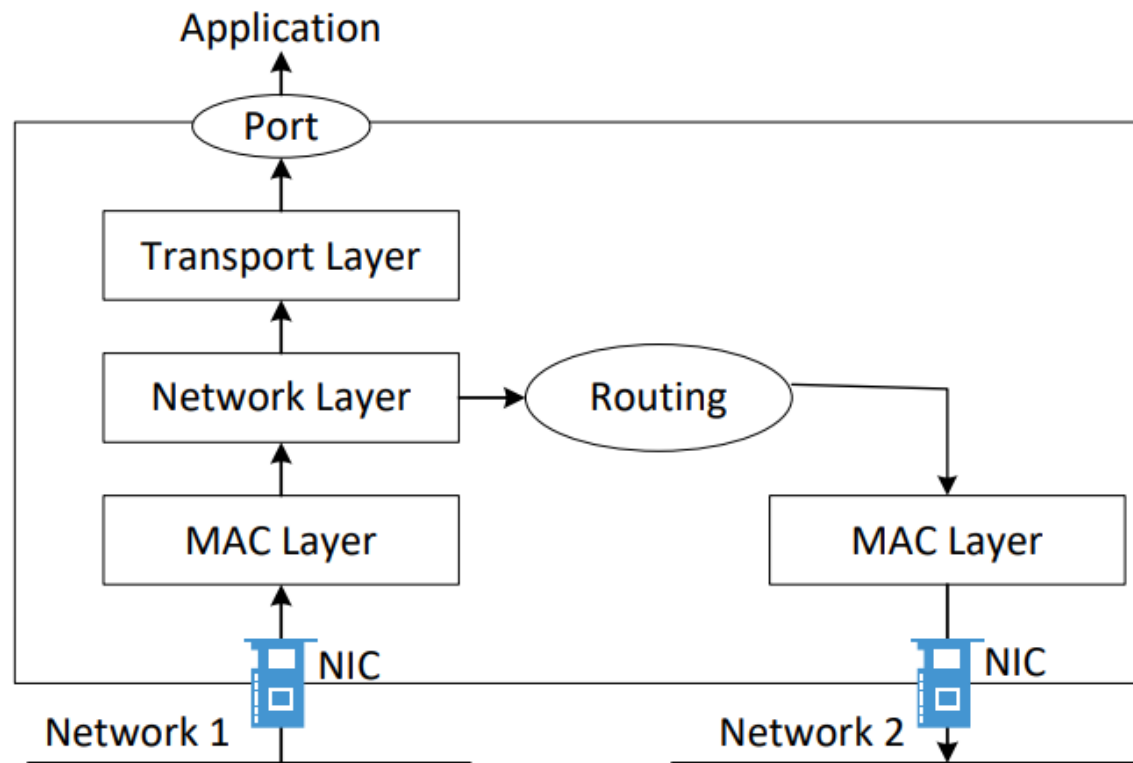 Application
Port
Transport Layer
Network Layer
Routing
MAC Layer
MAC Layer
NIC
NIC
Network 1
Network 2